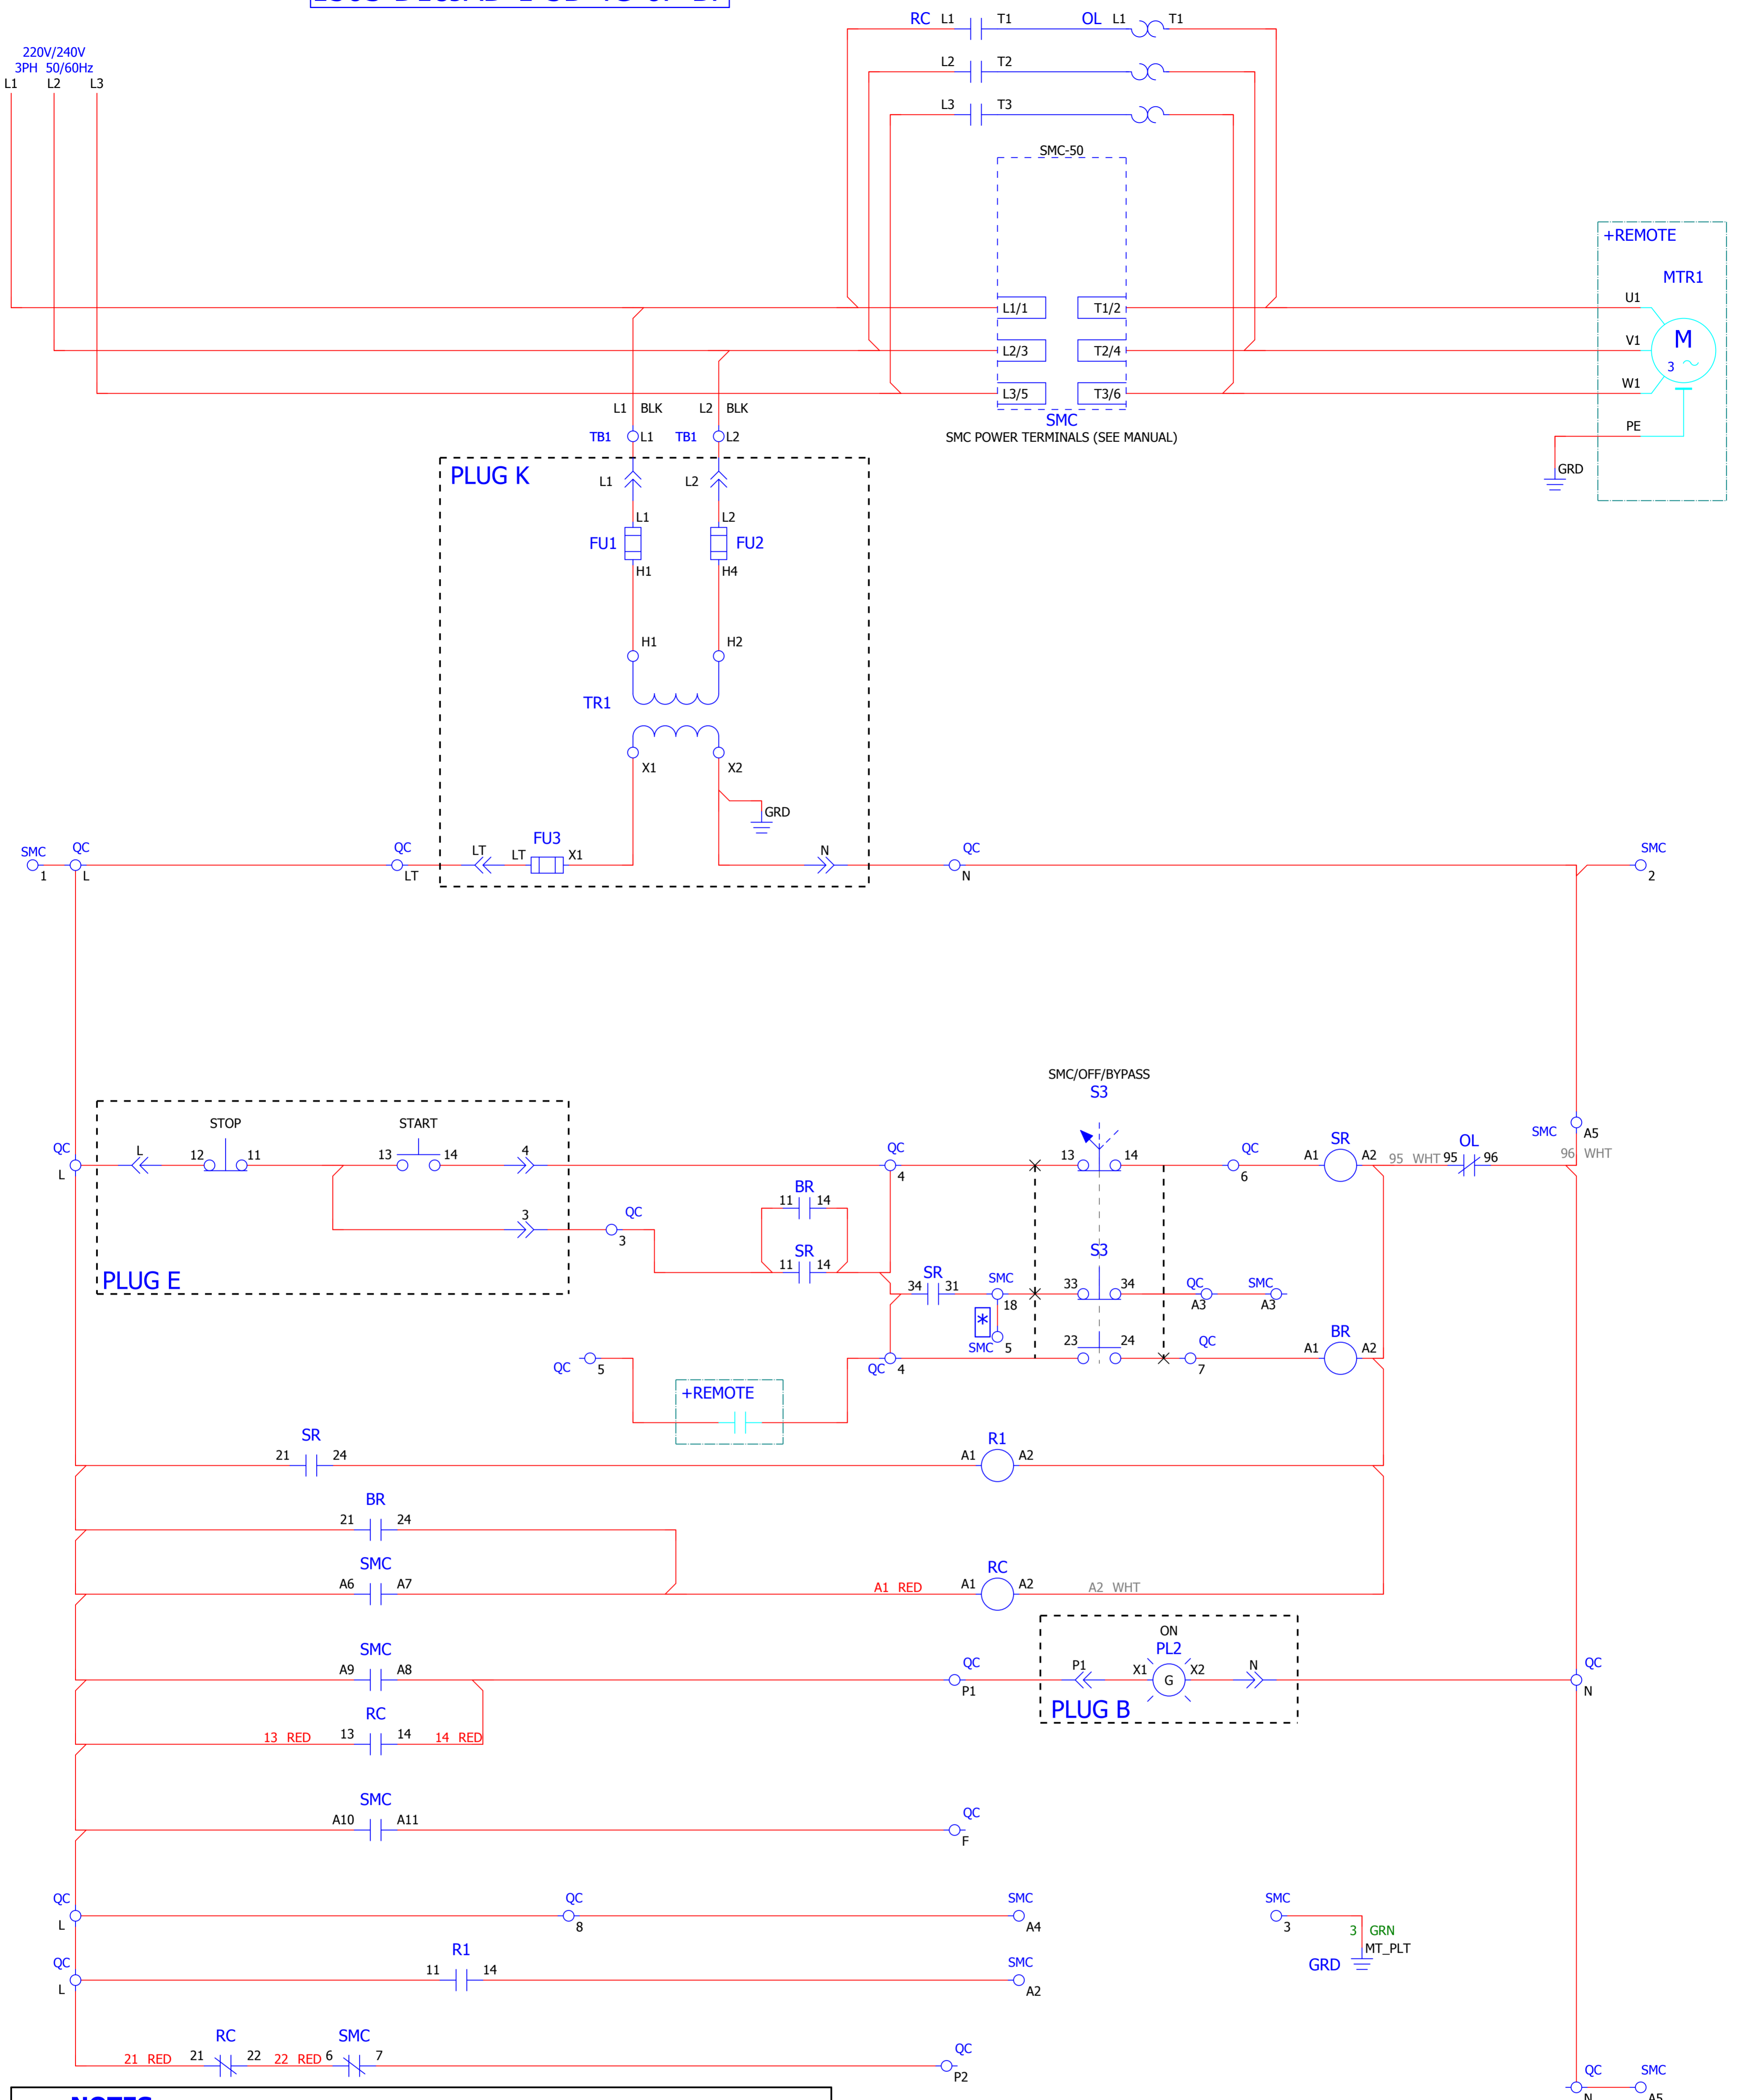 RC L1 T1 OL L1 T1
220V/240V
3PH 50/60Hz
L1 L2 L3
L2 T2
L3 T3
SMC-50
+REMOTE
MTR1
L1/1 T1/2 U1
L2/3 T2/4 V1 M
3
L3/5 T3/6 W1
L1 BLK L2 BLK
SMC
PE
TB1 L1 TB1 L2
SMC POWER TERMINALS (SEE MANUAL)
GRD
PLUG K
L1 L2
L1 L2
FU1 FU2
H1 H4
H1 H2
TR1
X1 X2
GRD
FU3
SMC QC QC LT LT X1 N QC SMC
1 L LT N 2
SMC/OFF/BYPASS
S3
STOP START
SMC A5
QC L 12 11 13 14 4 QC 13 14 QC SR OL
A1 A2 95 WHT 95 96 96 WHT
L 4 6
BR
11 14
3 QC
3
SR
11 14
S3
PLUG E
SR
34 31 SMC 33 34 QC SMC
18 A3 A3
*
SMC 5
23 24 QC BR
A1 A2
QC 5 QC 4 7
+REMOTE
SR R1
21 24 A1 A2
BR
21 24
SMC RC
A6 A7 A1 RED A1 A2 A2 WHT
ON
SMC PL2
A9 A8 QC P1 X1 G X2 N QC
P1 N
PLUG B
RC
13 RED 13 14 14 RED
SMC
A10 A11 QC
F
QC QC SMC SMC
L 8 A4 3
3 GRN
MT_PLT
GRD
R1
QC 11 14 SMC
L A2
RC SMC
21 RED 21 22 22 RED 6 7 QC
P2
QC SMC
N A5
NOTES